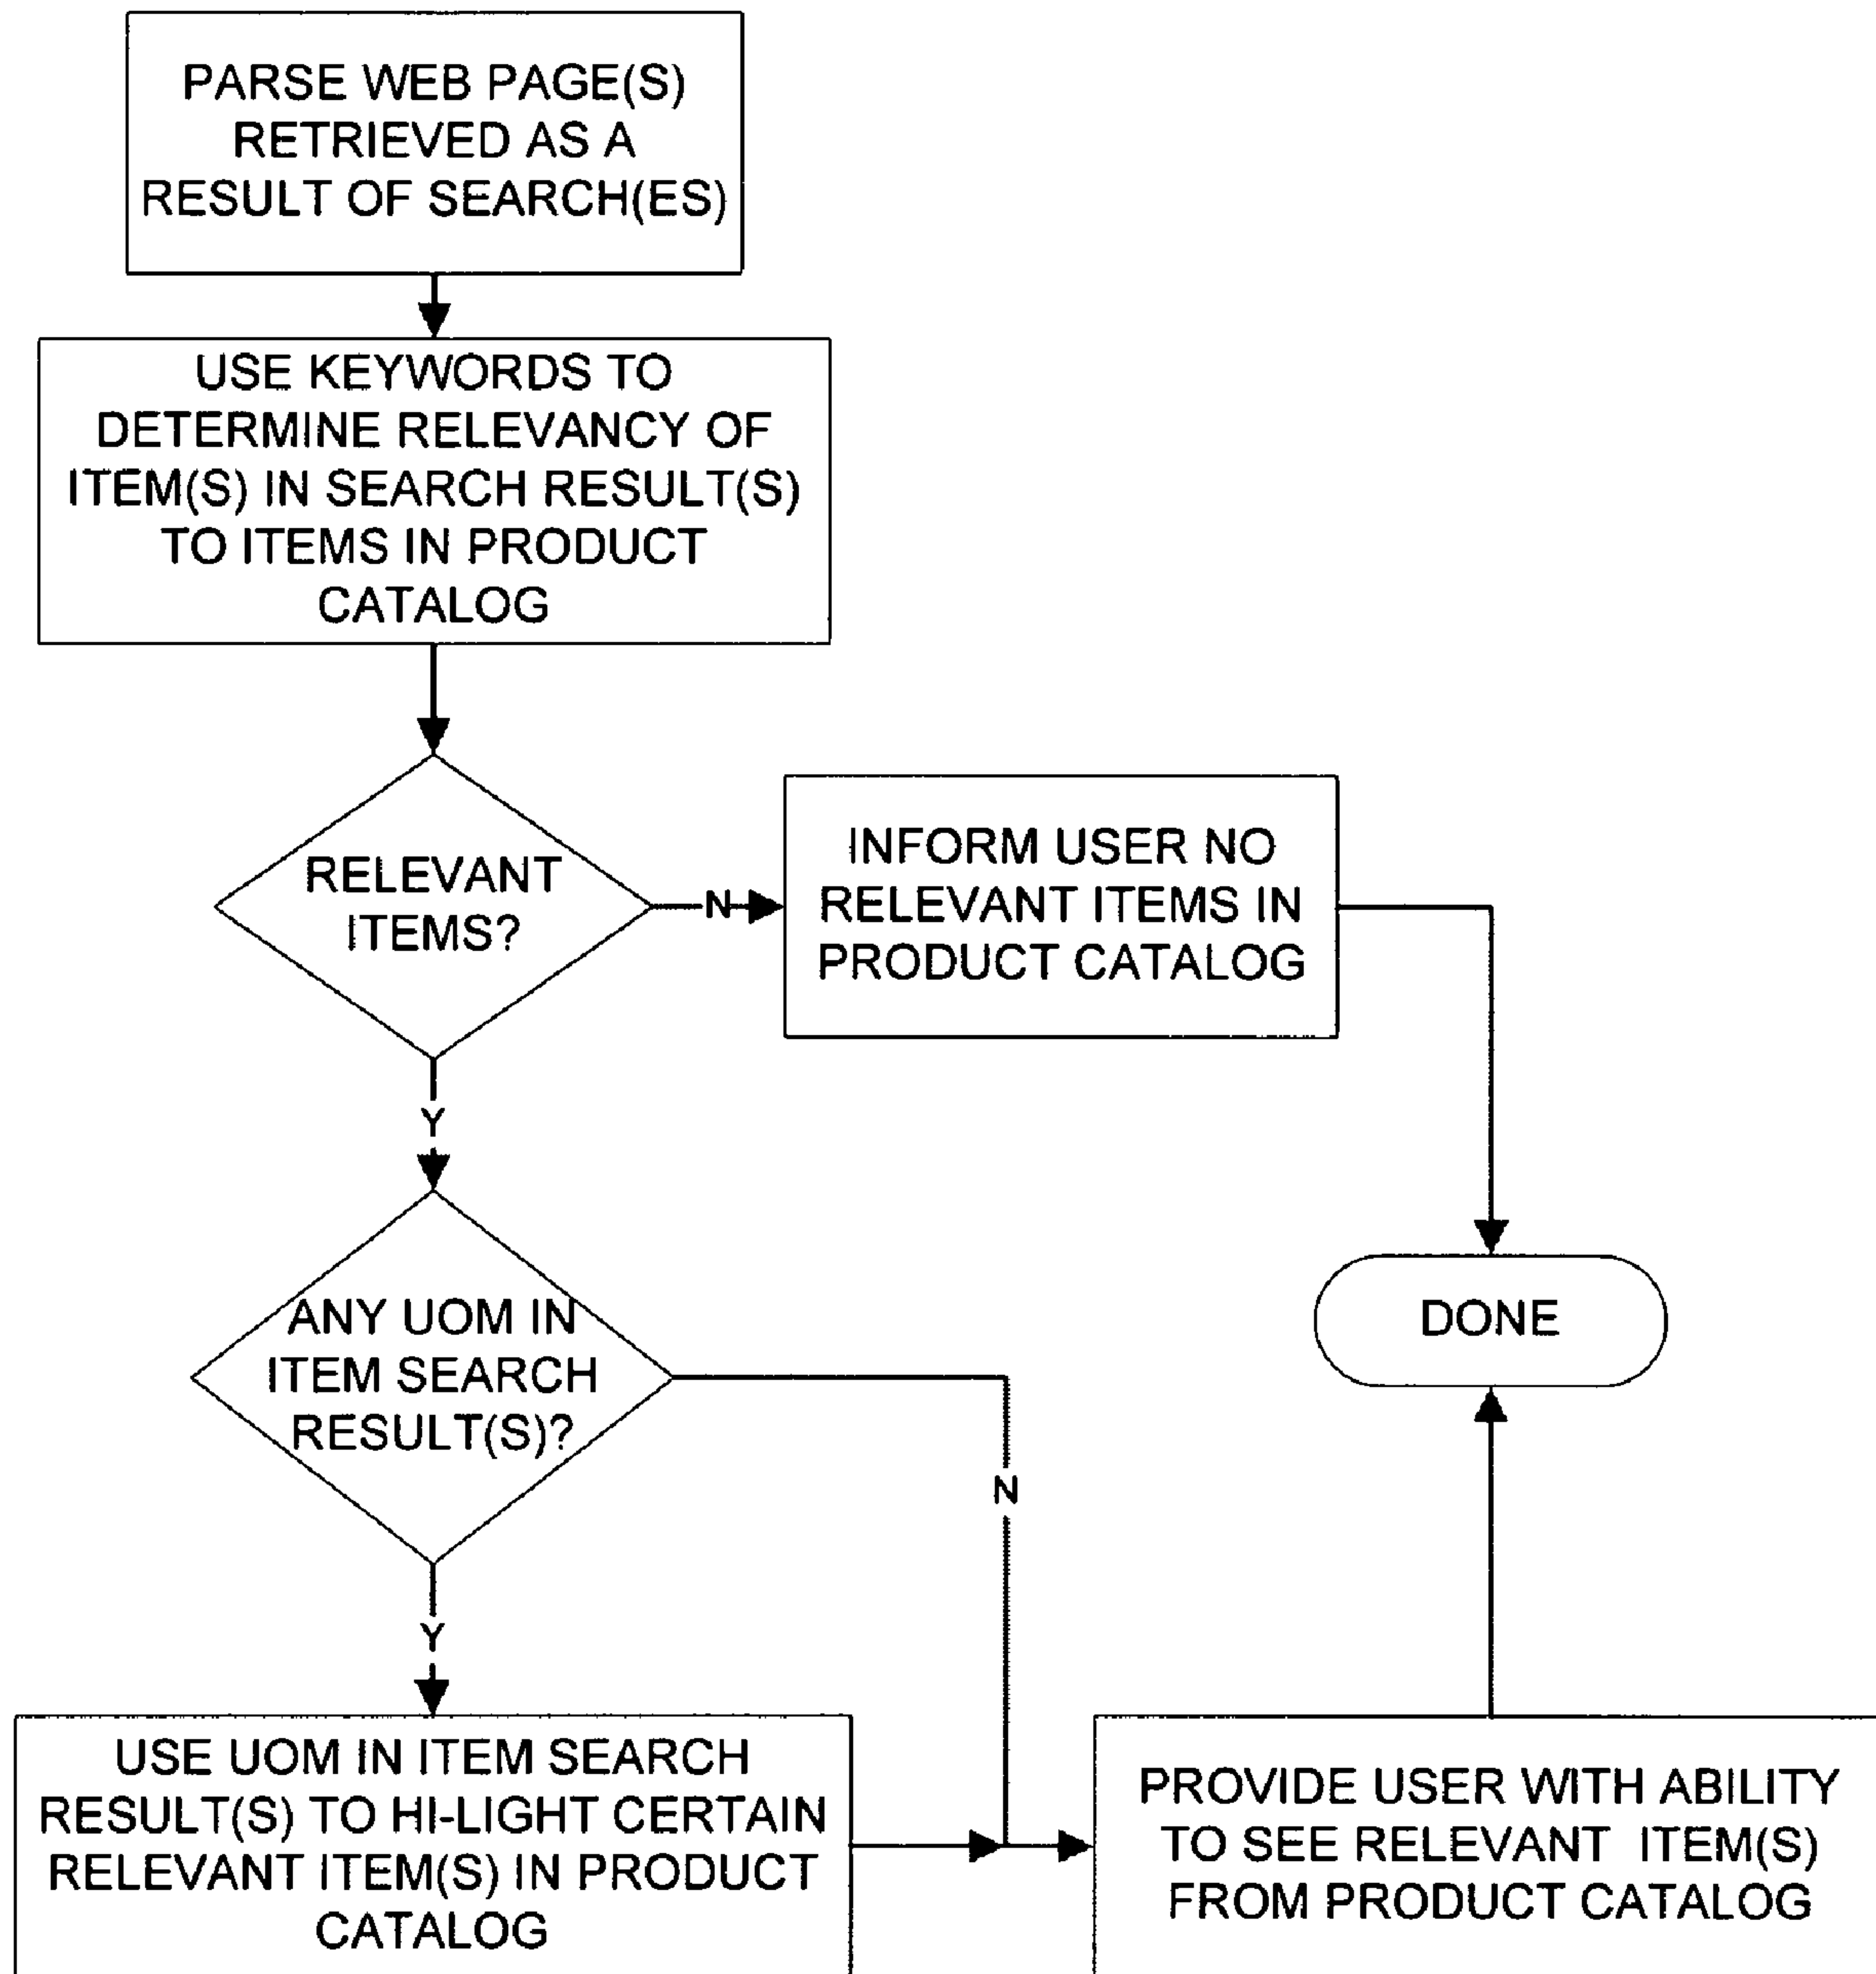 PARSE WEB PAGE(S)
RETRIEVED AS A
RESULT OF SEARCH(ES)
USE KEYWORDS TO
DETERMINE RELEVANCY OF
ITEM(S) IN SEARCH RESULT(S)
TO ITEMS IN PRODUCT
CATALOG
RELEVANT
ITEMS?
N
INFORM USER NO
RELEVANT ITEMS IN
PRODUCT CATALOG
Y
ANY UOM IN
ITEM SEARCH
RESULT(S)?
DONE
N
Y
USE UOM IN ITEM SEARCH
RESULT(S) TO HI-LIGHT CERTAIN
RELEVANT ITEM(S) IN PRODUCT
CATALOG
PROVIDE USER WITH ABILITY
TO SEE RELEVANT ITEM(S)
FROM PRODUCT CATALOG